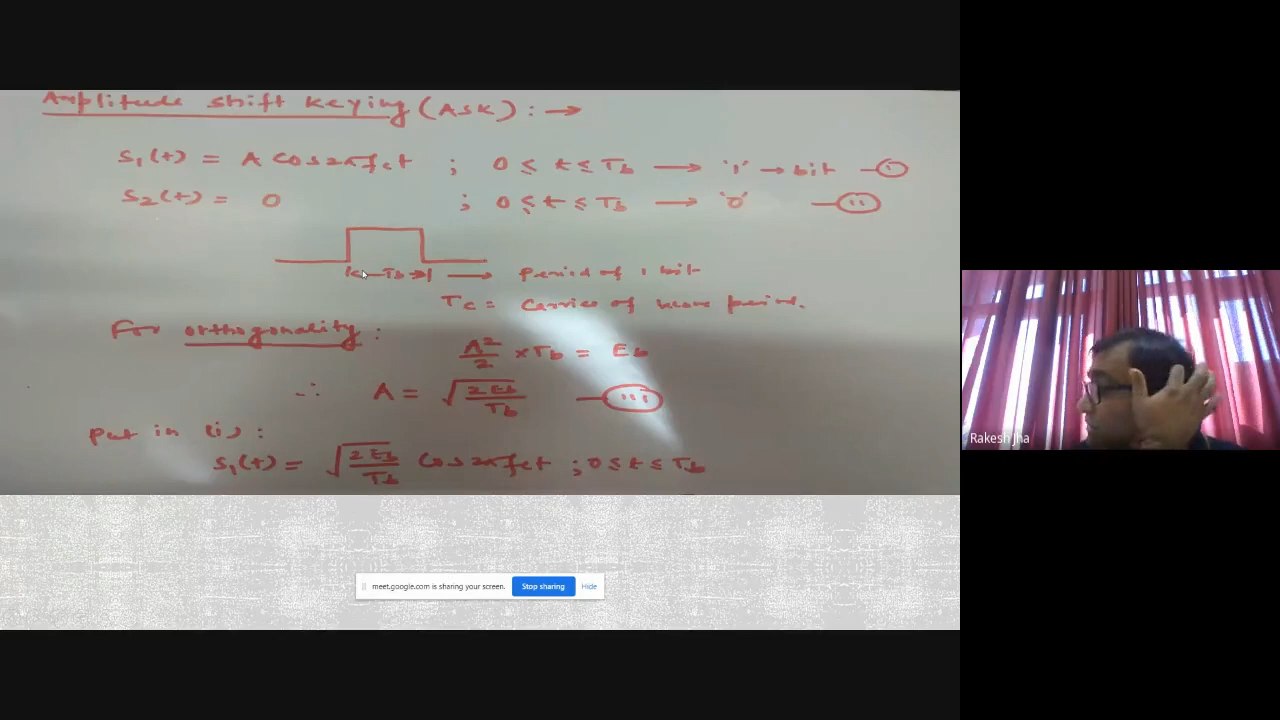 Amplitude shift keying (ASK) : →
S₁(t) = A cos2πfct ; 0 ≤ t ≤ Tb → '1' → bit — (i)
S₂(t) = 0 ; 0 ≤ t ≤ Tb → '0' — (ii)
|← Tb →| → period of 1 bit
Tc = Carrier of wave period.
For orthogonality :
A²/2 × Tb = Eb
∴ A = √(2Eb/Tb) — (iii)
put in (i) :
S₁(t) = √(2Eb/Tb) cos2πfct ; 0 ≤ t ≤ Tb
Rakesh Jha
meet.google.com is sharing your screen. Stop sharing Hide